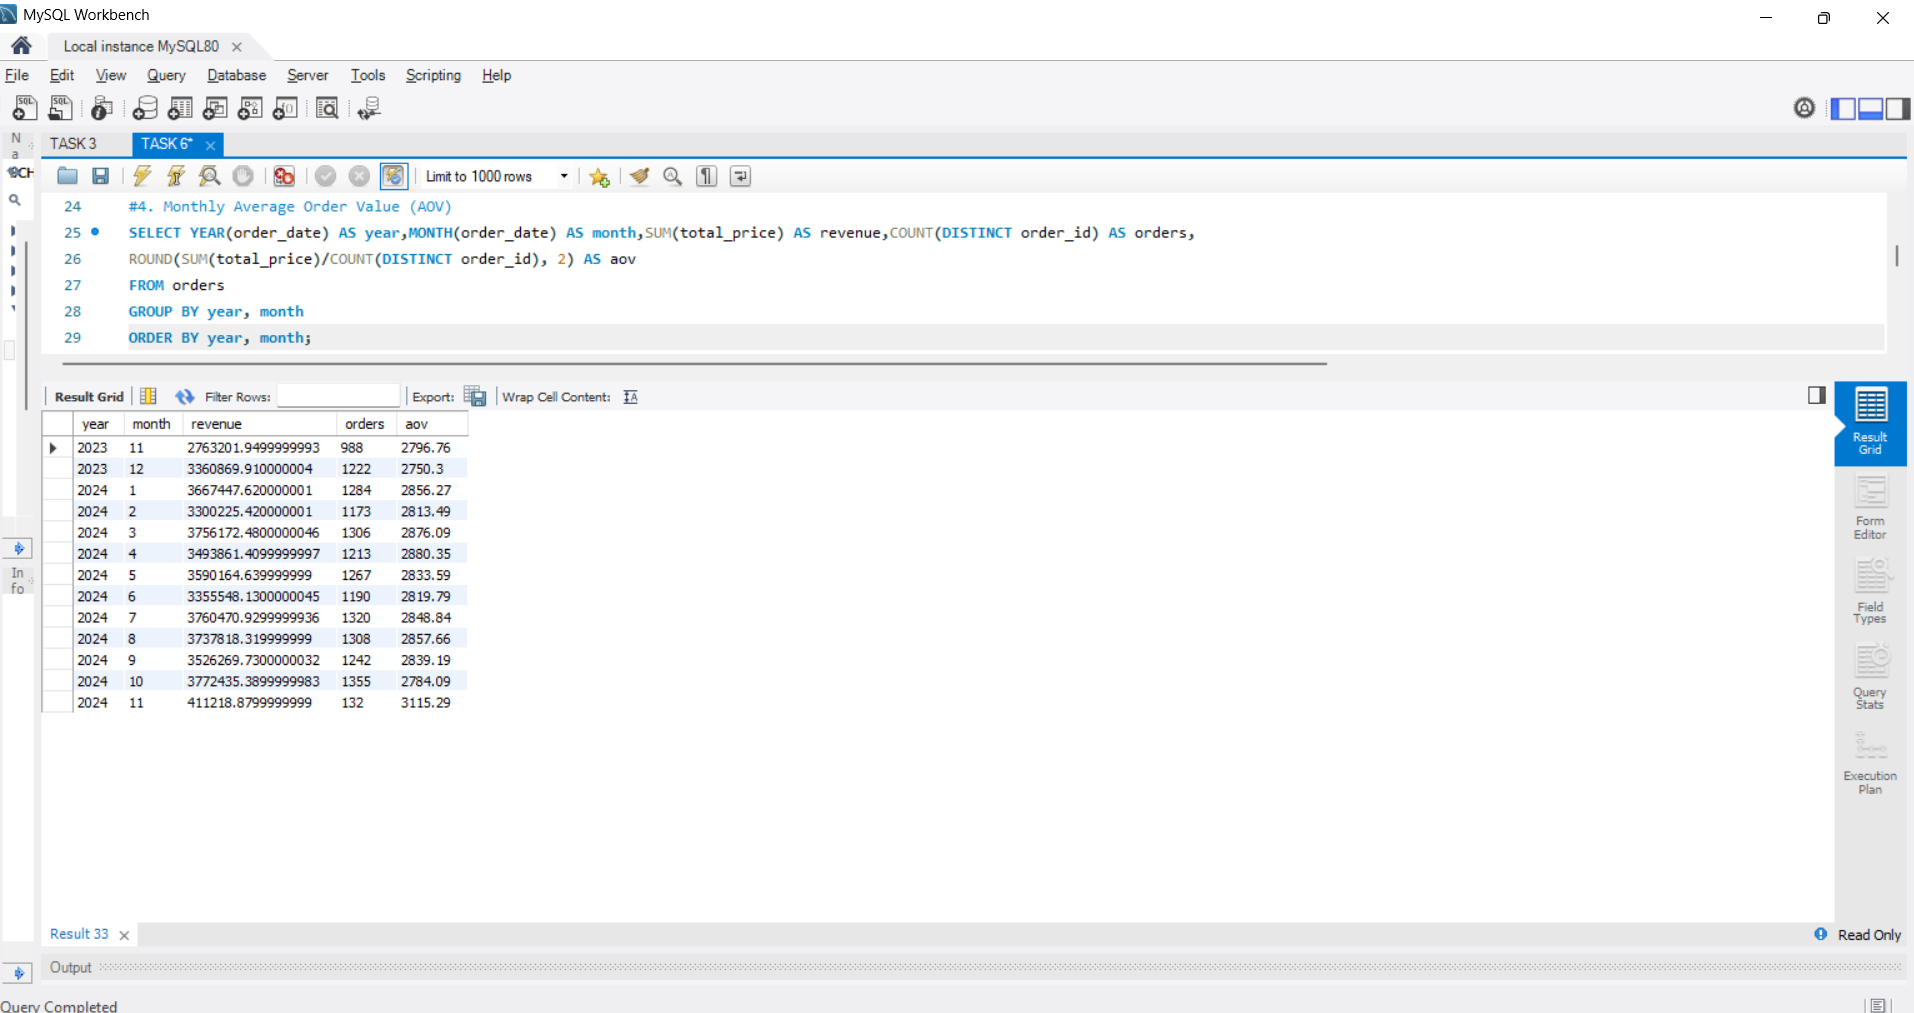 MySQL Workbench
Local instance MySQL80
File Edit View Query Database Server Tools Scripting Help
N
a
TASK 3 TASK 6*
SCH
Limit to 1000 rows
24 #4. Monthly Average Order Value (AOV)
25 SELECT YEAR(order_date) AS year,MONTH(order_date) AS month,SUM(total_price) AS revenue,COUNT(DISTINCT order_id) AS orders,
26 ROUND(SUM(total_price)/COUNT(DISTINCT order_id), 2) AS aov
27 FROM orders
28 GROUP BY year, month
29 ORDER BY year, month;
Result Grid Filter Rows: Export: Wrap Cell Content:
year month revenue orders aov
2023 11 2763201.9499999993 988 2796.76
2023 12 3360869.910000004 1222 2750.3
2024 1 3667447.620000001 1284 2856.27
2024 2 3300225.420000001 1173 2813.49
2024 3 3756172.4800000046 1306 2876.09
2024 4 3493861.4099999997 1213 2880.35
2024 5 3590164.639999999 1267 2833.59
2024 6 3355548.1300000045 1190 2819.79
2024 7 3760470.9299999936 1320 2848.84
2024 8 3737818.319999999 1308 2857.66
2024 9 3526269.7300000032 1242 2839.19
2024 10 3772435.3899999983 1355 2784.09
2024 11 411218.8799999999 132 3115.29
In
fo
Result
Grid
Form
Editor
Field
Types
Query
Stats
Execution
Plan
Result 33
Read Only
Output
Query Completed